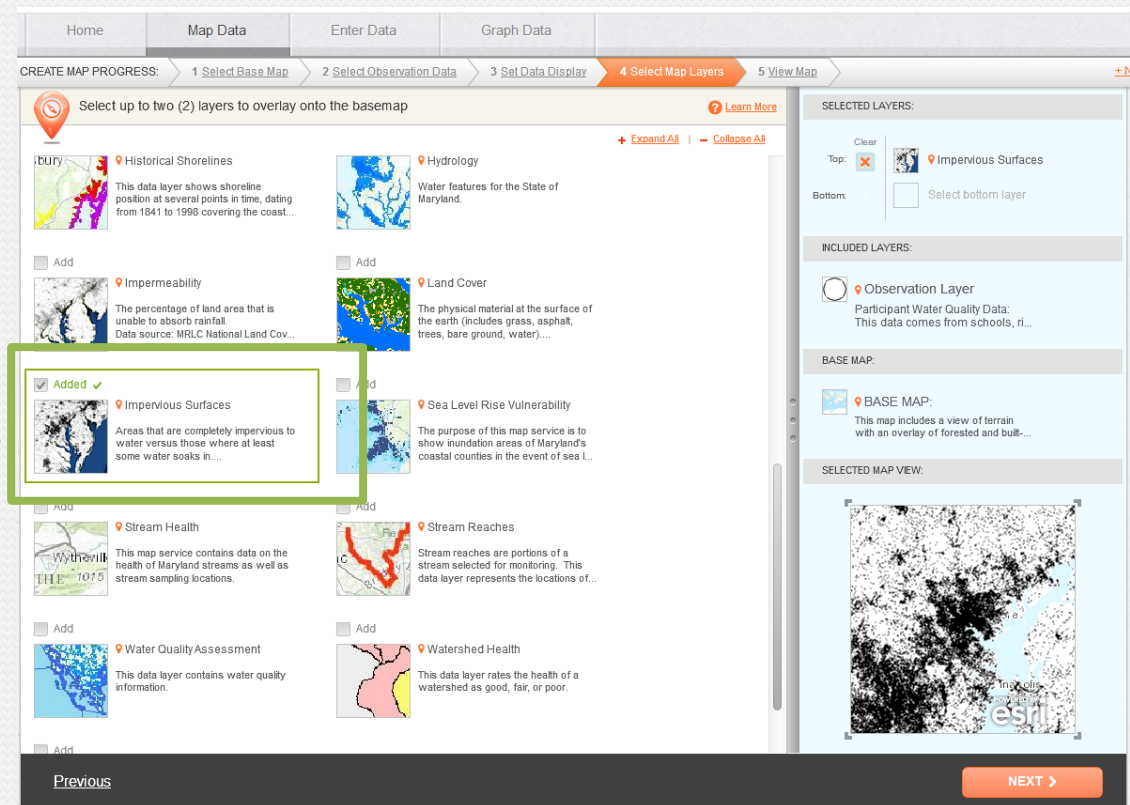 Home Map Data Enter Data Graph Data
CREATE MAP PROGRESS: 1 Select Base Map 2 Select Observation Data 3 Set Data Display 4 Select Map Layers 5 View Map + N
Select up to two (2) layers to overlay onto the basemap
? Learn More
+ Expand All | – Collapse All
bury
Historical Shorelines
This data layer shows shoreline
position at several points in time, dating
from 1841 to 1998 covering the coast...
Hydrology
Water features for the State of
Maryland.
Add
Impermeability
The percentage of land area that is
unable to absorb rainfall.
Data source: MRLC National Land Cov...
Add
Land Cover
The physical material at the surface of
the earth (includes grass, asphalt,
trees, bare ground, water)....
Added
Impervious Surfaces
Areas that are completely impervious to
water versus those where at least
some water soaks in....
Add
Sea Level Rise Vulnerability
The purpose of this map service is to
show inundation areas of Maryland's
coastal counties in the event of sea l...
Add
Stream Health
Wythevill
THE 1015
This map service contains data on the
health of Maryland streams as well as
stream sampling locations.
Add
Stream Reaches
Stream reaches are portions of a
stream selected for monitoring. This
data layer represents the locations of...
Add
Water Quality Assessment
This data layer contains water quality
information.
Add
Watershed Health
This data layer rates the health of a
watershed as good, fair, or poor.
Add
SELECTED LAYERS:
Clear
Top: Impervious Surfaces
Bottom: Select bottom layer
INCLUDED LAYERS:
Observation Layer
Participant Water Quality Data:
This data comes from schools, ri...
BASE MAP:
BASE MAP:
This map includes a view of terrain
with an overlay of forested and built-...
SELECTED MAP VIEW:
esri
Previous
NEXT